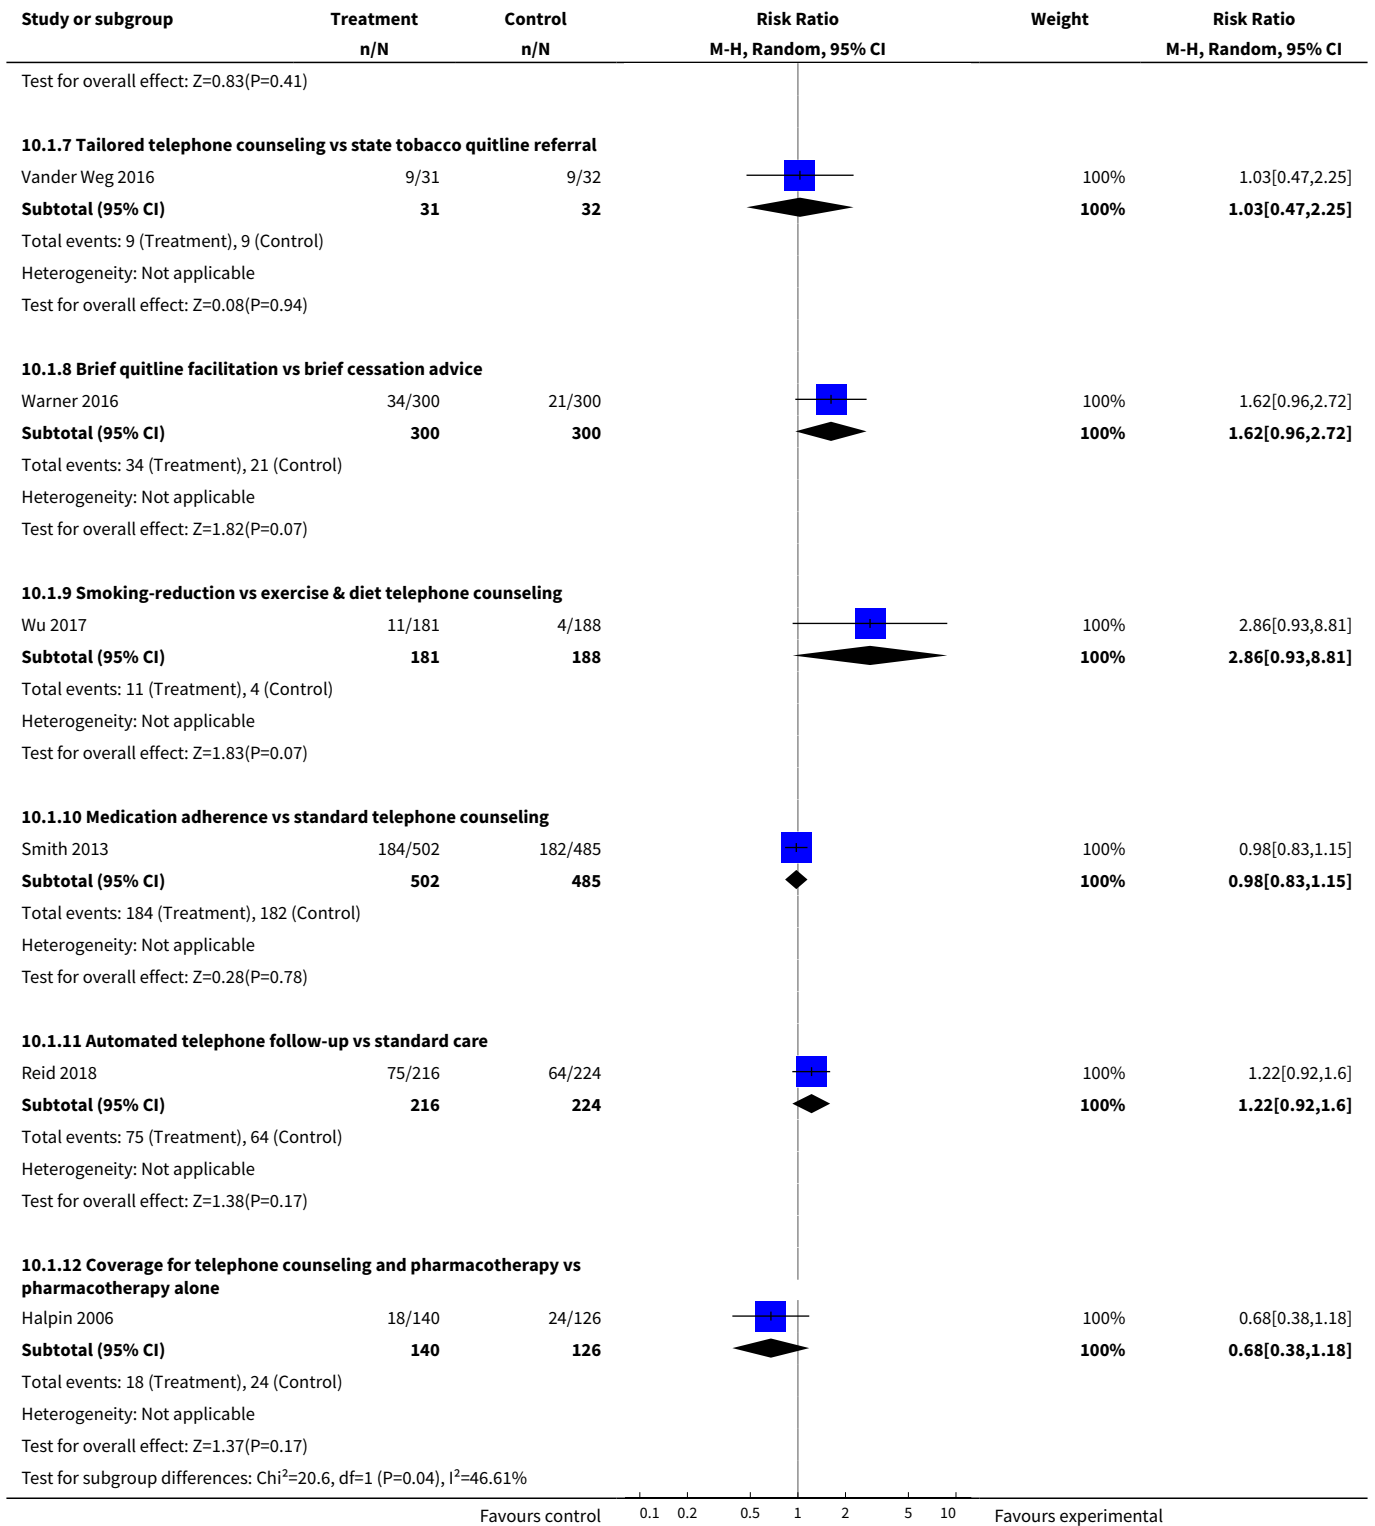 Study or subgroup Treatment Control Risk Ratio Weight Risk Ratio
n/N n/N M-H, Random, 95% CI M-H, Random, 95% CI
Test for overall effect: Z=0.83(P=0.41)
10.1.7 Tailored telephone counseling vs state tobacco quitline referral
Vander Weg 2016 9/31 9/32 100% 1.03[0.47,2.25]
Subtotal (95% CI) 31 32 100% 1.03[0.47,2.25]
Total events: 9 (Treatment), 9 (Control)
Heterogeneity: Not applicable
Test for overall effect: Z=0.08(P=0.94)
10.1.8 Brief quitline facilitation vs brief cessation advice
Warner 2016 34/300 21/300 100% 1.62[0.96,2.72]
Subtotal (95% CI) 300 300 100% 1.62[0.96,2.72]
Total events: 34 (Treatment), 21 (Control)
Heterogeneity: Not applicable
Test for overall effect: Z=1.82(P=0.07)
10.1.9 Smoking-reduction vs exercise & diet telephone counseling
Wu 2017 11/181 4/188 100% 2.86[0.93,8.81]
Subtotal (95% CI) 181 188 100% 2.86[0.93,8.81]
Total events: 11 (Treatment), 4 (Control)
Heterogeneity: Not applicable
Test for overall effect: Z=1.83(P=0.07)
10.1.10 Medication adherence vs standard telephone counseling
Smith 2013 184/502 182/485 100% 0.98[0.83,1.15]
Subtotal (95% CI) 502 485 100% 0.98[0.83,1.15]
Total events: 184 (Treatment), 182 (Control)
Heterogeneity: Not applicable
Test for overall effect: Z=0.28(P=0.78)
10.1.11 Automated telephone follow-up vs standard care
Reid 2018 75/216 64/224 100% 1.22[0.92,1.6]
Subtotal (95% CI) 216 224 100% 1.22[0.92,1.6]
Total events: 75 (Treatment), 64 (Control)
Heterogeneity: Not applicable
Test for overall effect: Z=1.38(P=0.17)
10.1.12 Coverage for telephone counseling and pharmacotherapy vs
pharmacotherapy alone
Halpin 2006 18/140 24/126 100% 0.68[0.38,1.18]
Subtotal (95% CI) 140 126 100% 0.68[0.38,1.18]
Total events: 18 (Treatment), 24 (Control)
Heterogeneity: Not applicable
Test for overall effect: Z=1.37(P=0.17)
Test for subgroup differences: Chi²=20.6, df=1 (P=0.04), I²=46.61%
Favours control 0.1 0.2 0.5 1 2 5 10 Favours experimental